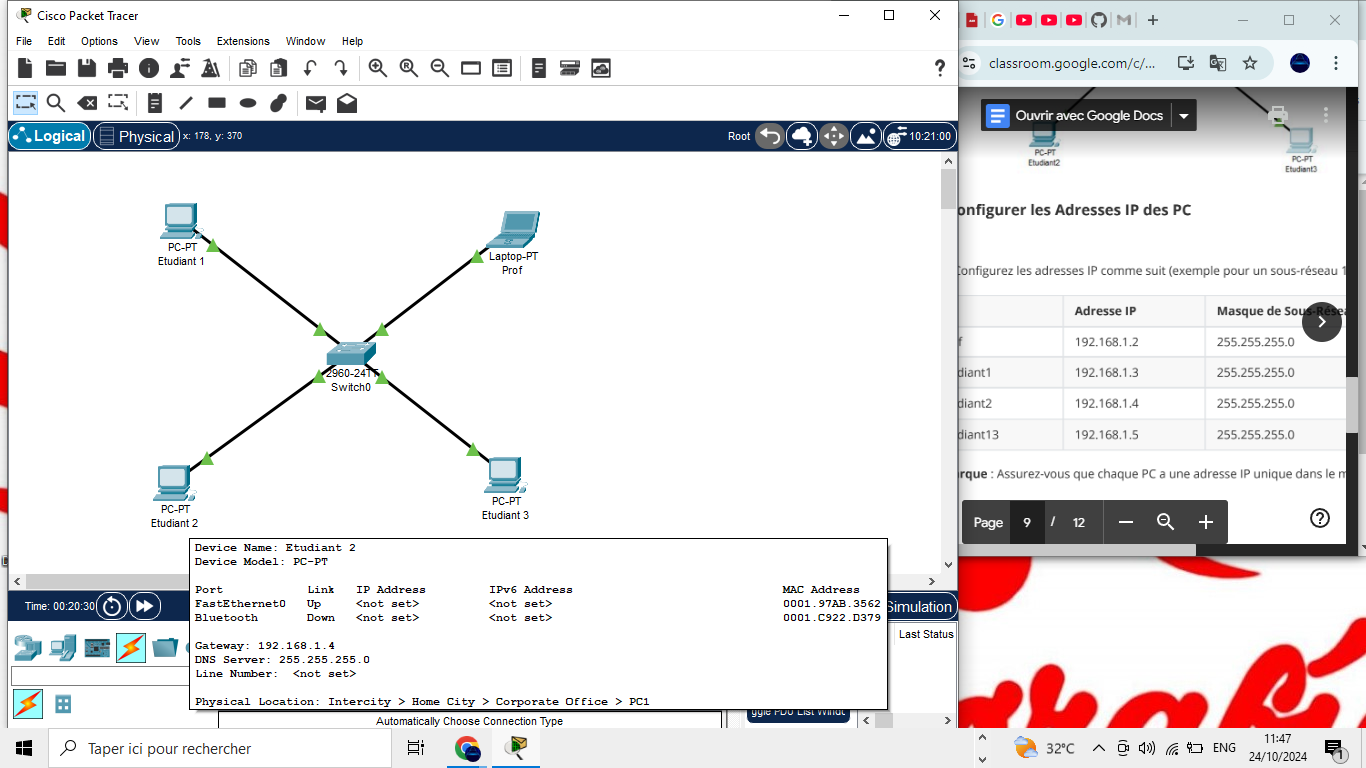 Cisco Packet Tracer
File Edit Options View Tools Extensions Window Help
?
Logical Physical x: 178, y: 370 Root 10:21:00
PC-PT
Etudiant 1
Laptop-PT
Prof
2960-24TT
Switch0
PC-PT
Etudiant 2
PC-PT
Etudiant 3
Device Name: Etudiant 2
Device Model: PC-PT
Port Link IP Address IPv6 Address MAC Address
FastEthernet0 Up <not set> <not set> 0001.97AB.3562
Bluetooth Down <not set> <not set> 0001.C922.D379
Gateway: 192.168.1.4
DNS Server: 255.255.255.0
Line Number: <not set>
Physical Location: Intercity > Home City > Corporate Office > PC1
Time: 00:20:30
Simulation
Last Status
Automatically Choose Connection Type
ggle PDU List Wind
classroom.google.com/c/...
Ouvrir avec Google Docs
PC-PT
Etudiant2
PC-PT
Etudiant3
onfigurer les Adresses IP des PC
Configurez les adresses IP comme suit (exemple pour un sous-réseau 1
Adresse IP Masque de Sous-Résea
f 192.168.1.2 255.255.255.0
diant1 192.168.1.3 255.255.255.0
diant2 192.168.1.4 255.255.255.0
diant13 192.168.1.5 255.255.255.0
rque : Assurez-vous que chaque PC a une adresse IP unique dans le m
Page 9 / 12
Taper ici pour rechercher
32°C
ENG
11:47
24/10/2024
1